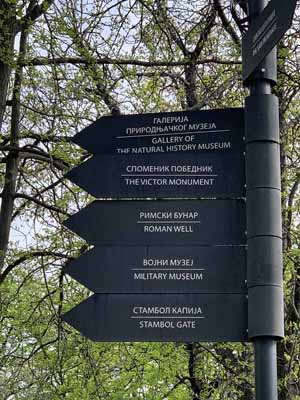 ГАЛЕРИЈА
ПРИРОДЊАЧКОГ МУЗЕЈА
GALLERY OF
THE NATURAL HISTORY MUSEUM
СПОМЕНИК ПОБЕДНИК
THE VICTOR MONUMENT
РИМСКИ БУНАР
ROMAN WELL
ВОЈНИ МУЗЕЈ
MILITARY MUSEUM
СТАМБОЛ КАПИЈА
STAMBOL GATE